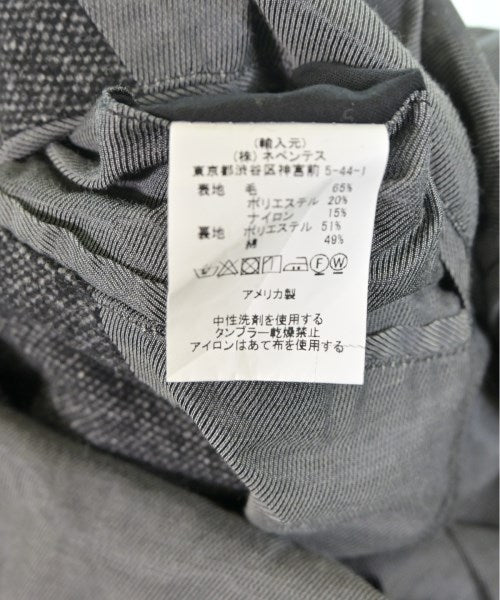 (輸入元)
(株) ネペンテス
東京都渋谷区神宮前 5-44-1
表地 毛 65%
ポリエステル 20%
ナイロン 15%
裏地 ポリエステル 51%
綿 49%
F W
アメリカ製
中性洗剤を使用する
タンブラー乾燥禁止
アイロンはあて布を使用する